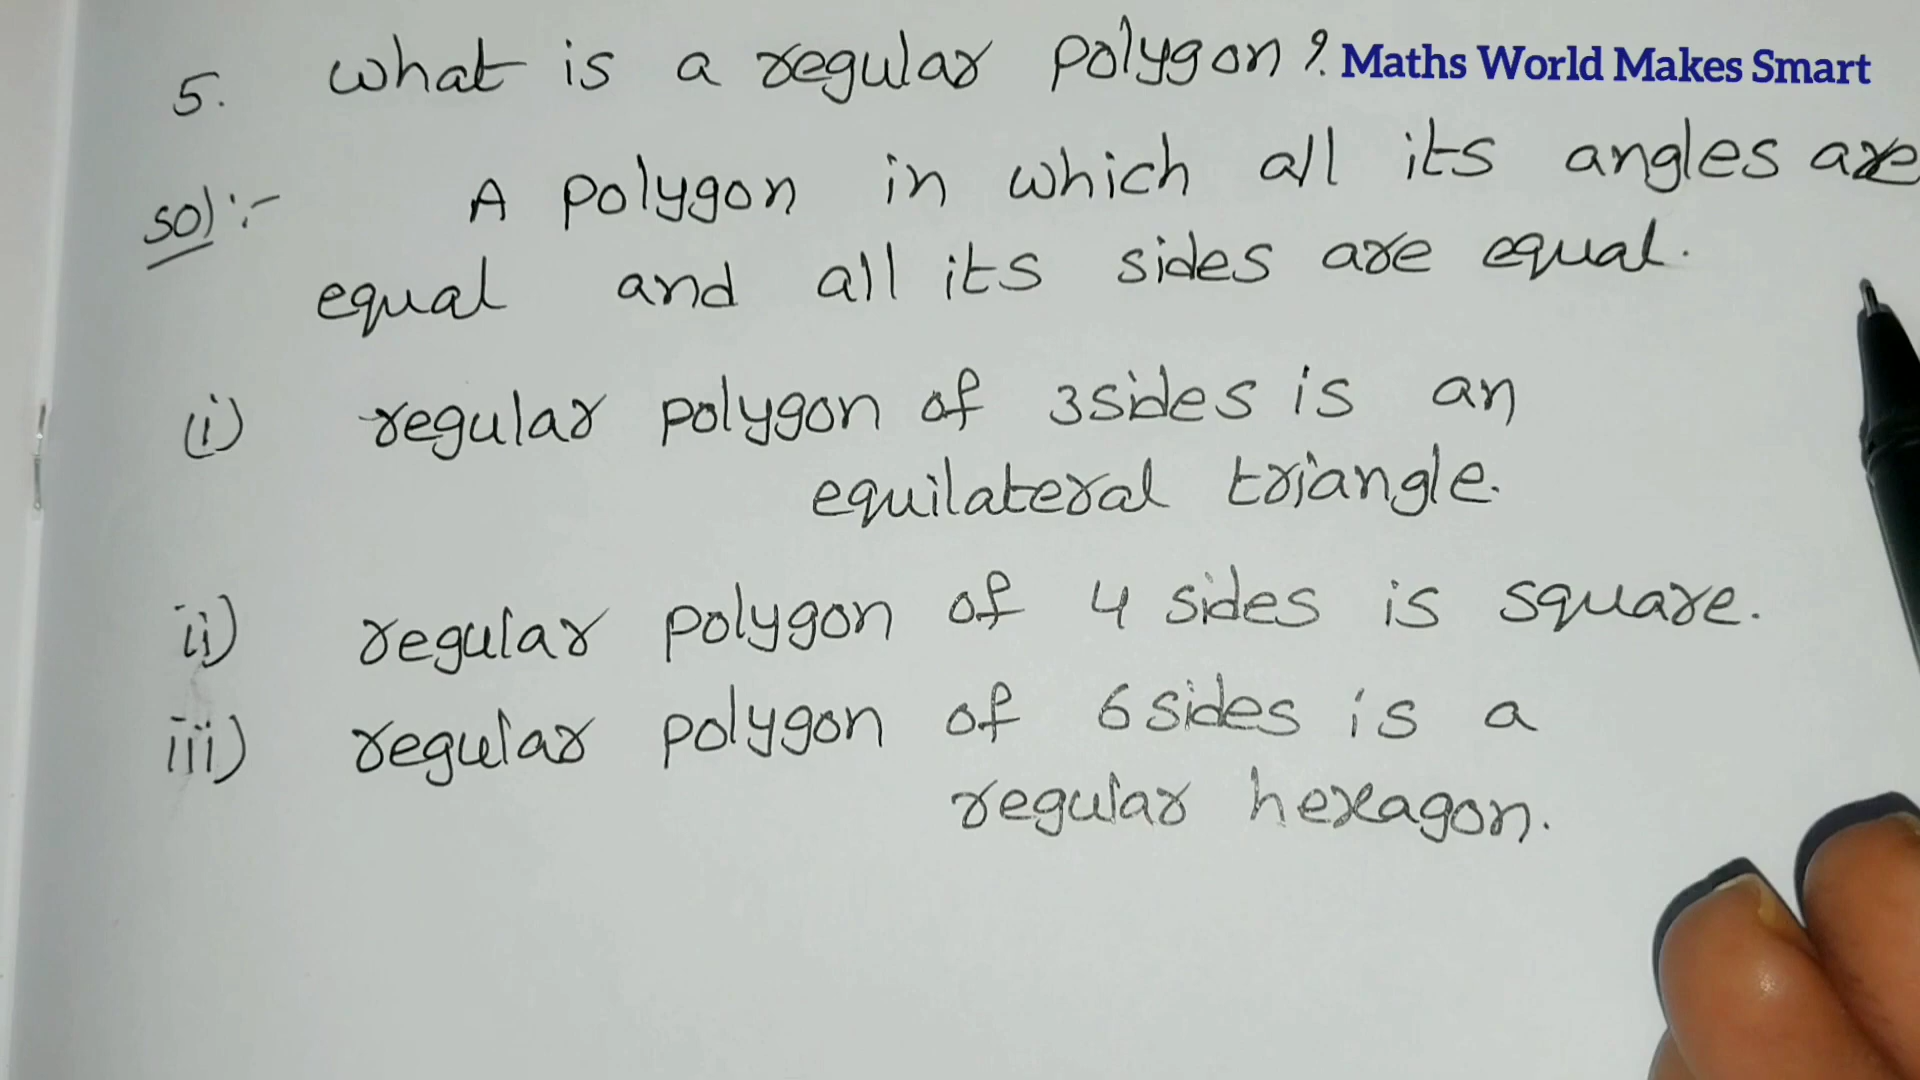 5. what is a regular polygon? Maths World Makes Smart
Sol:- A polygon in which all its angles are
equal and all its sides are equal.
(i) regular polygon of 3sides is an
equilateral triangle.
ii) regular polygon of 4 sides is square.
iii) regular polygon of 6sides is a
regular hexagon.